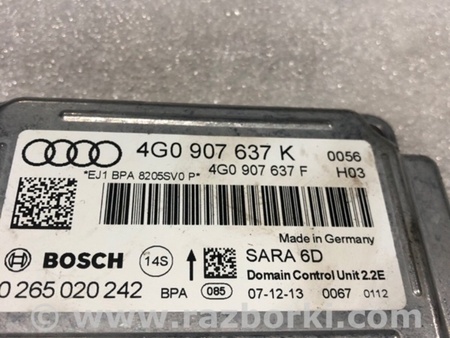 4G0 907 637 K 0056
*EJ1 BPA 8205SV0 P* 4G0 907 637 F H03
Made in Germany
BOSCH 14S SARA 6D
Domain Control Unit 2.2E
0 265 020 242 BPA 085 07-12-13 0067 0112
www.razborki.com